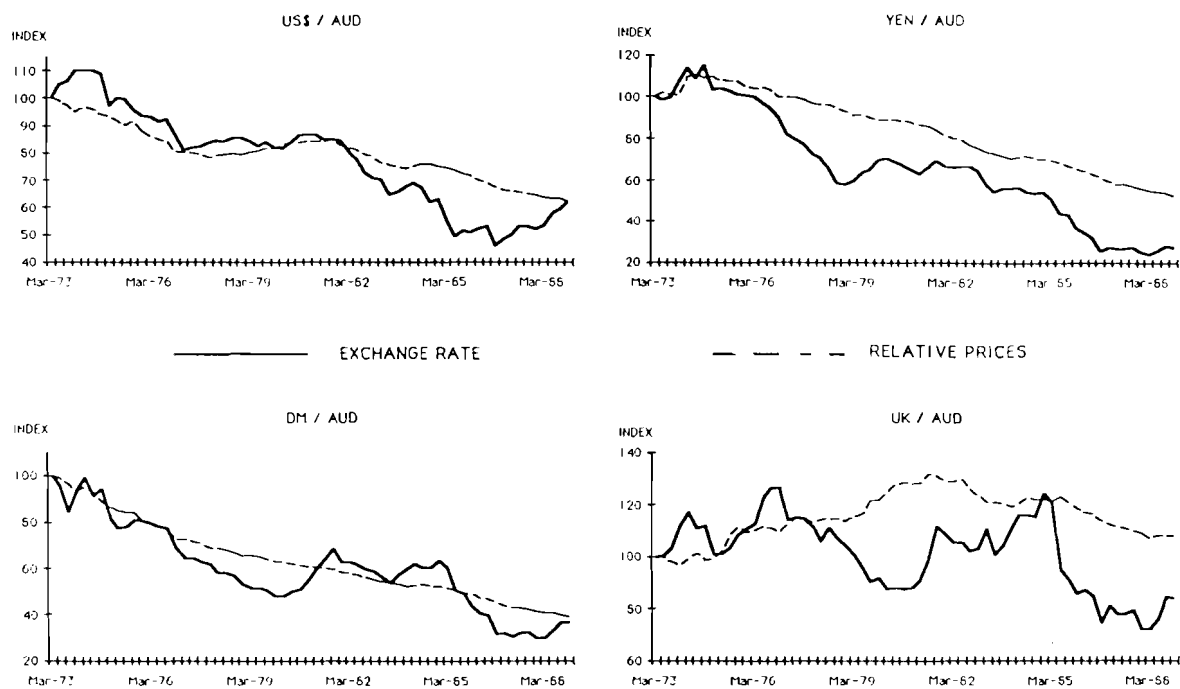 US$ / AUD
INDEX
110
100
90
80
70
60
50
40
Mar-73 Mar-76 Mar-79 Mar-82 Mar-85 Mar-88
YEN / AUD
INDEX
120
100
80
60
40
20
Mar-73 Mar-76 Mar-79 Mar-82 Mar-85 Mar-88
EXCHANGE RATE
RELATIVE PRICES
DM / AUD
INDEX
100
80
60
40
20
Mar-73 Mar-76 Mar-79 Mar-82 Mar-85 Mar-88
UK / AUD
INDEX
140
120
100
80
60
Mar-73 Mar-76 Mar-79 Mar-82 Mar-85 Mar-88